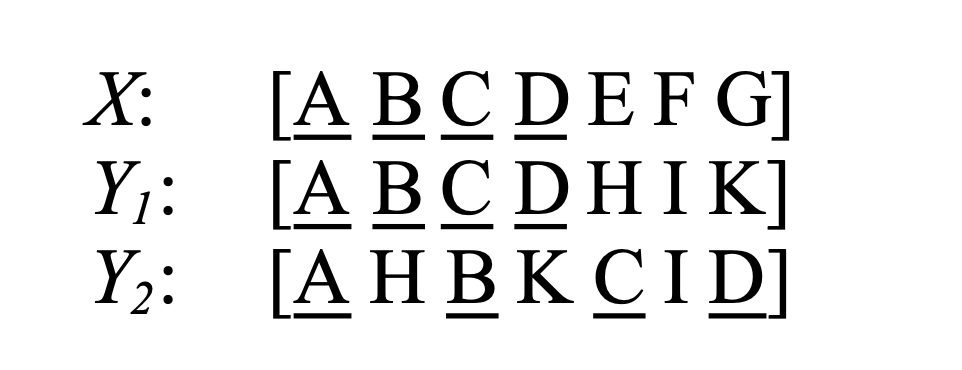 X: [A B C D E F G]
Y1: [A B C D H I K]
Y2: [A H B K C I D]